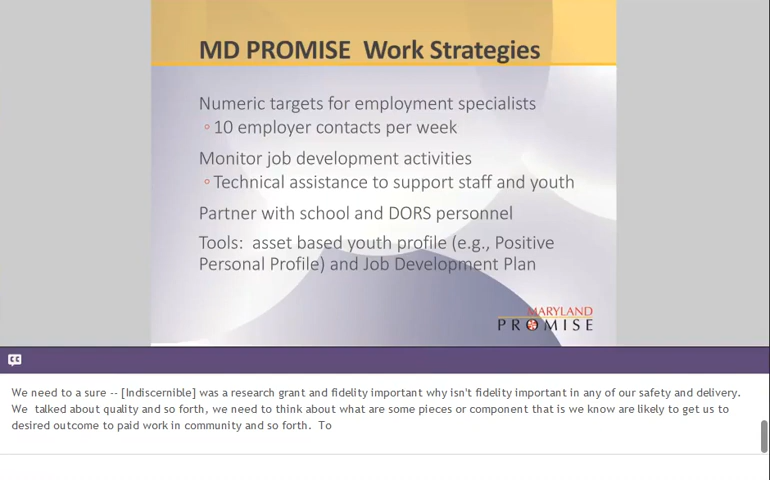 MD PROMISE Work Strategies
Numeric targets for employment specialists
◦ 10 employer contacts per week
Monitor job development activities
◦ Technical assistance to support staff and youth
Partner with school and DORS personnel
Tools: asset based youth profile (e.g., Positive
Personal Profile) and Job Development Plan
MARYLAND
PROMISE
cc
We need to a sure -- [Indiscernible] was a research grant and fidelity important why isn't fidelity important in any of our safety and delivery.
We talked about quality and so forth, we need to think about what are some pieces or component that is we know are likely to get us to
desired outcome to paid work in community and so forth. To